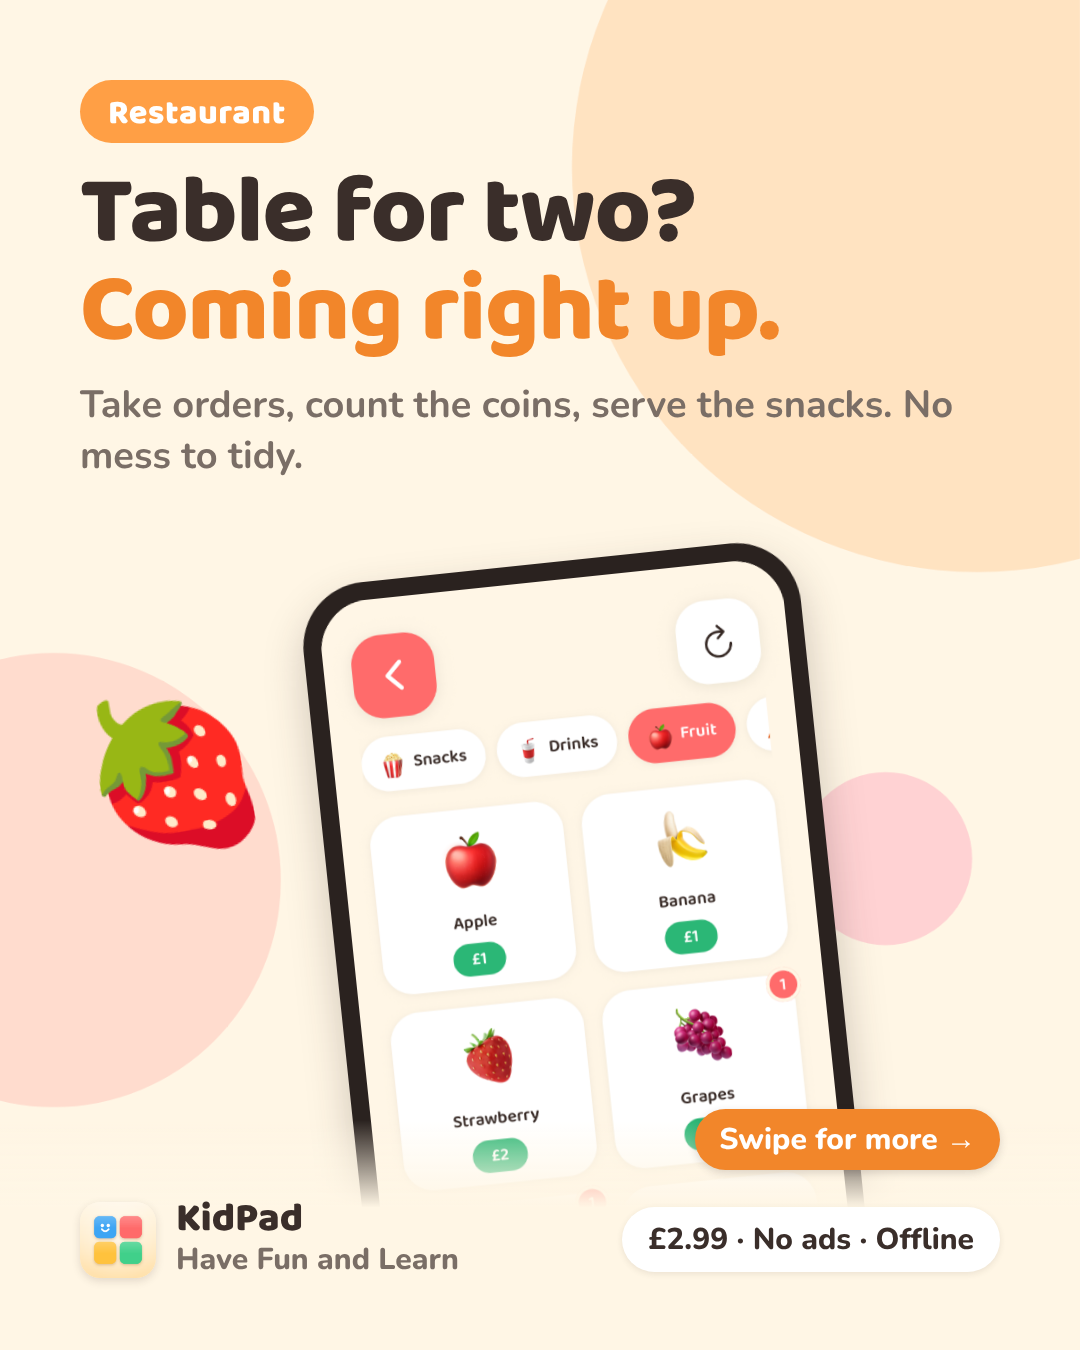 Restaurant
Table for two?
Coming right up.
Take orders, count the coins, serve the snacks. No
mess to tidy.
Snacks
Drinks
Fruit
Apple
£1
Banana
£1
1
Strawberry
£2
Grapes
Swipe for more →
KidPad
Have Fun and Learn
£2.99 · No ads · Offline